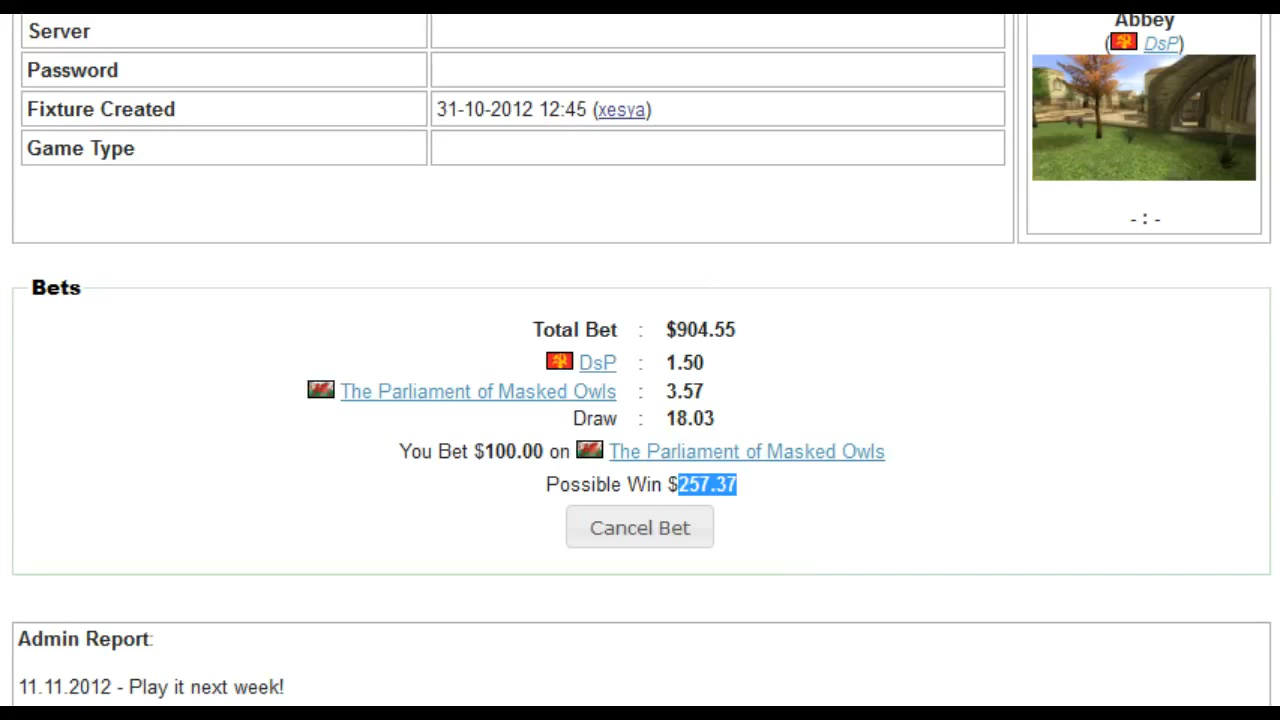 Server
Password
Fixture Created 31-10-2012 12:45 (xesya)
Game Type
Abbey
(DsP)
- : -
Bets
Total Bet : $904.55
DsP : 1.50
The Parliament of Masked Owls : 3.57
Draw : 18.03
You Bet $100.00 on The Parliament of Masked Owls
Possible Win $257.37
Cancel Bet
Admin Report:
11.11.2012 - Play it next week!